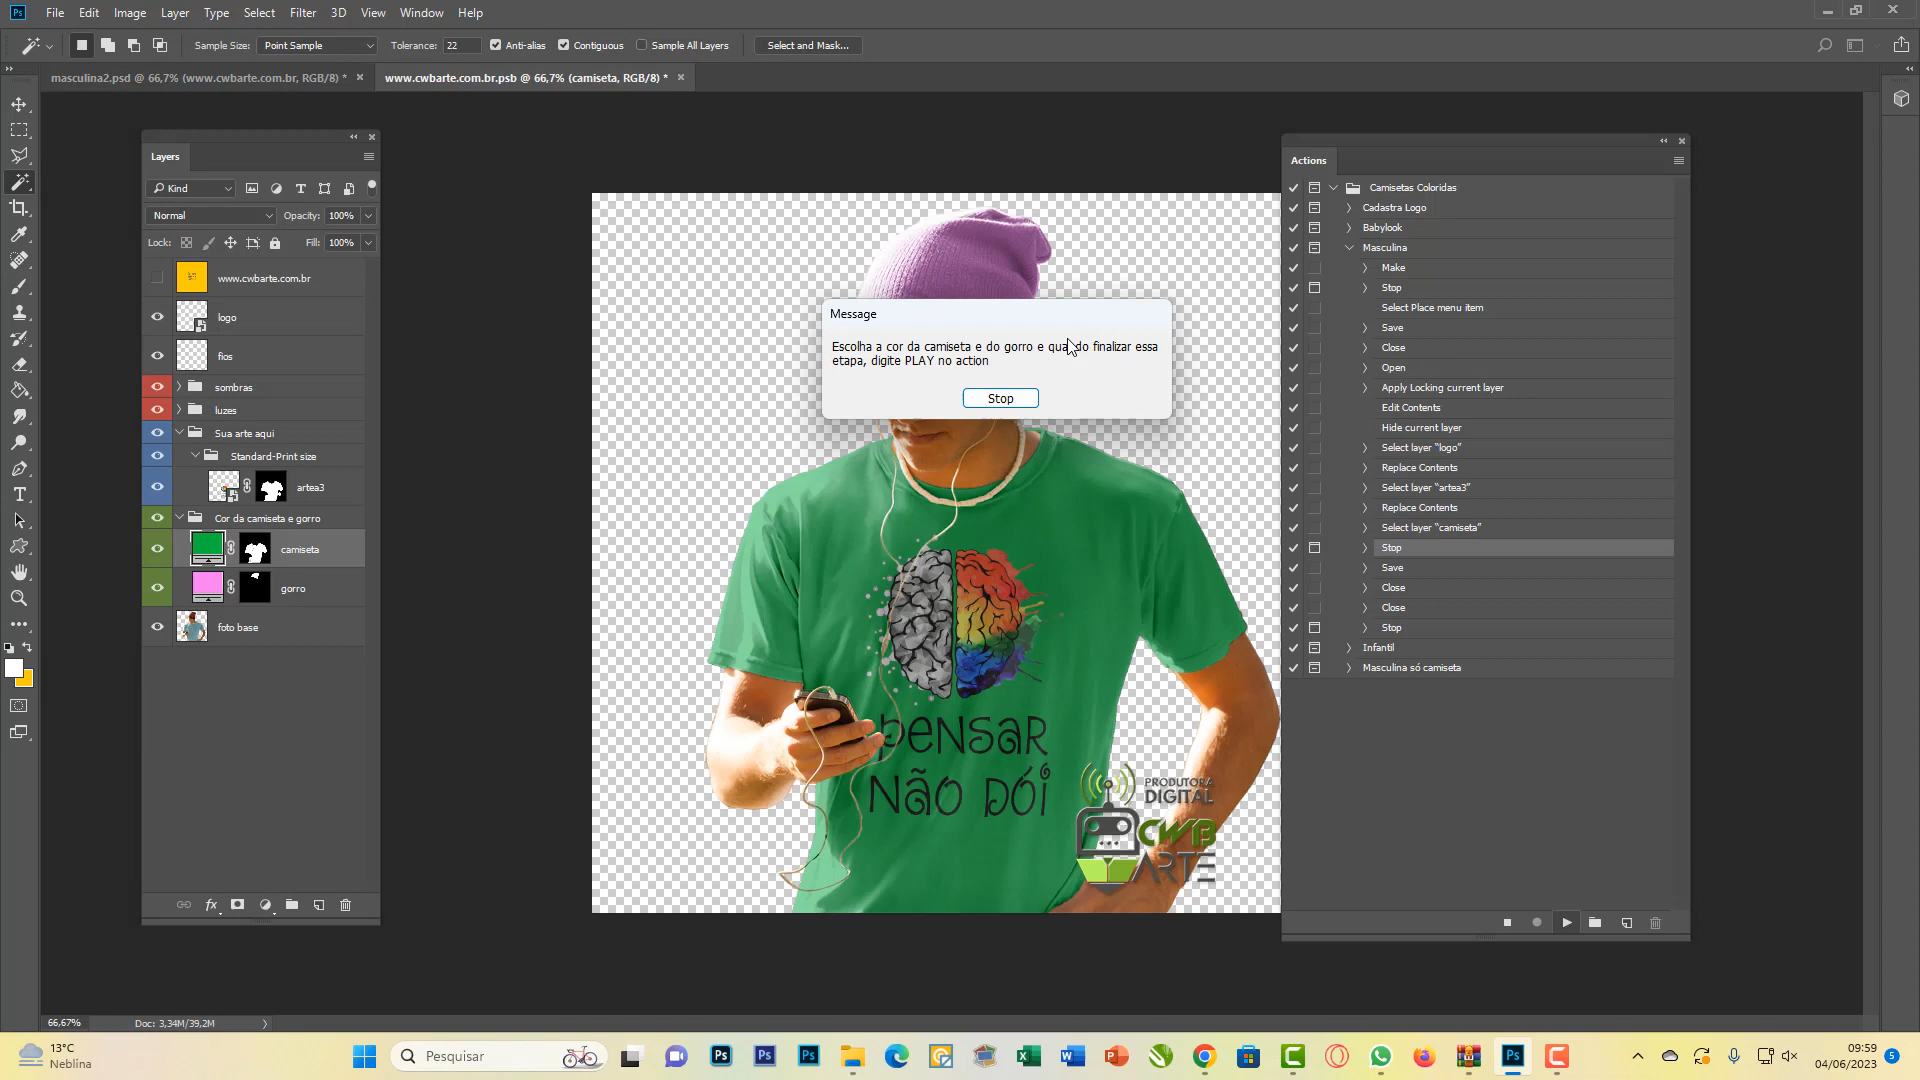 File Edit Image Layer Type Select Filter 3D View Window Help
Sample Size: Point Sample Tolerance: 22 Anti-alias Contiguous Sample All Layers Select and Mask...
masculina2.psd @ 66,7% (www.cwbarte.com.br, RGB/8) * × www.cwbarte.com.br.psb @ 66,7% (camiseta, RGB/8) * ×
Layers
Kind
Normal Opacity: 100%
Lock: Fill: 100%
www.cwbarte.com.br
logo
fios
sombras
luzes
Sua arte aqui
Standard-Print size
artea3
Cor da camiseta e gorro
camiseta
gorro
foto base
Message
Escolha a cor da camiseta e do gorro e quando finalizar essa
etapa, digite PLAY no action
Stop
PENSAR
NÃO DÓI
PRODUTORA
DIGITAL
CWB
ARTE
Actions
Camisetas Coloridas
Cadastra Logo
Babylook
Masculina
Make
Stop
Select Place menu item
Save
Close
Open
Apply Locking current layer
Edit Contents
Hide current layer
Select layer “logo”
Replace Contents
Select layer “artea3”
Replace Contents
Select layer “camiseta”
Stop
Save
Close
Close
Stop
Infantil
Masculina só camiseta
66,67% Doc: 3,34M/39,2M
13°C
Neblina
Pesquisar
09:59
04/06/2023
5